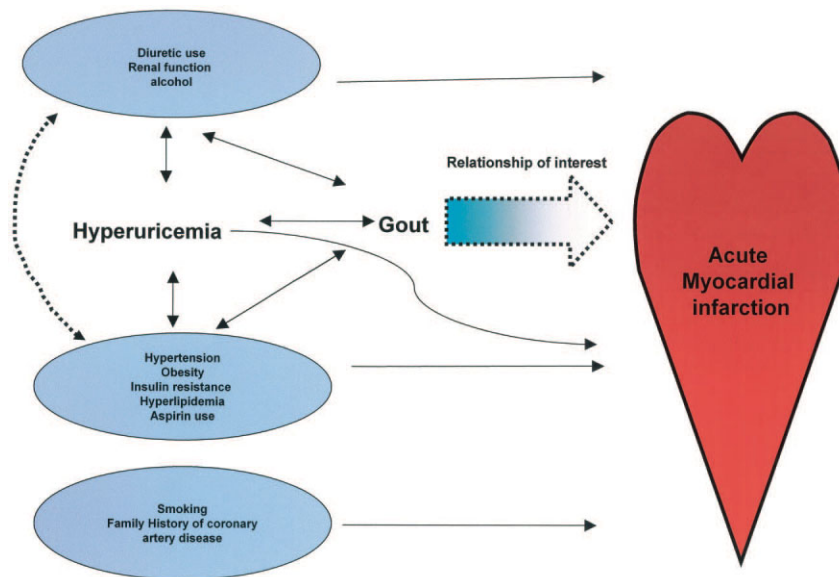 Diuretic use
Renal function
alcohol
Relationship of interest
Hyperuricemia
Gout
Acute
Myocardial
infarction
Hypertension
Obesity
Insulin resistance
Hyperlipidemia
Aspirin use
Smoking
Family History of coronary
artery disease